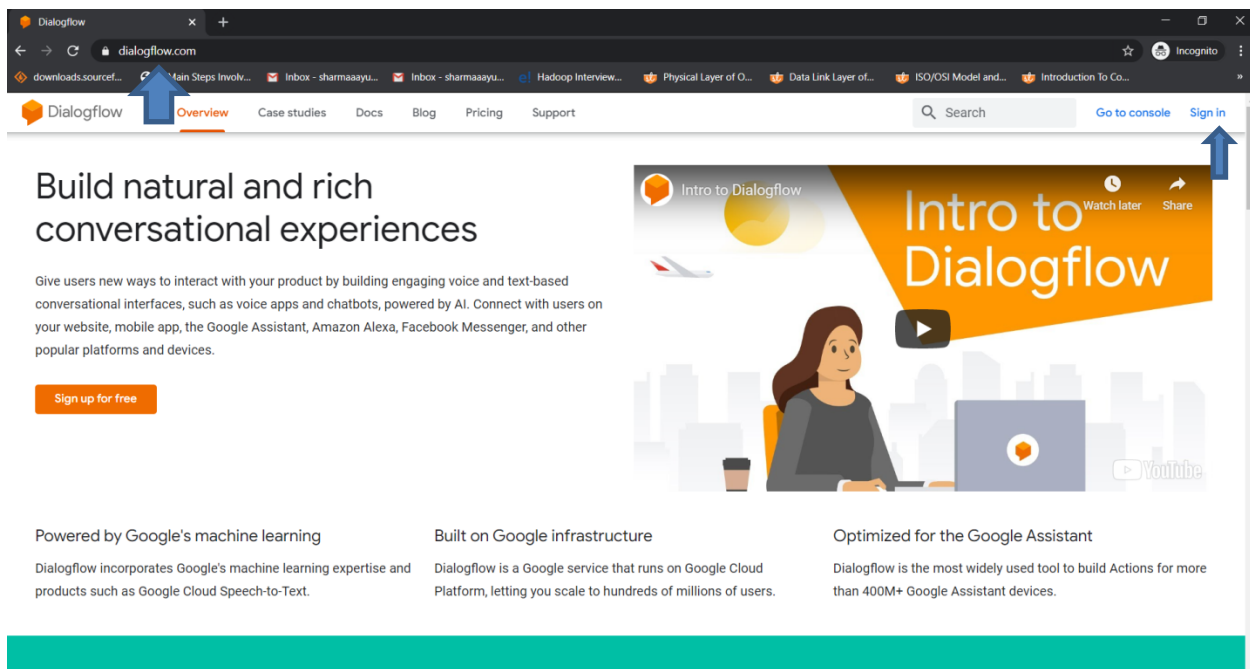 Dialogflow
dialogflow.com
Incognito
downloads.sourcef...
Main Steps Involv...
Inbox - sharmaaayu...
Inbox - sharmaaayu...
Hadoop Interview...
Physical Layer of O...
Data Link Layer of...
ISO/OSI Model and...
Introduction To Co...
»
Dialogflow
Overview
Case studies
Docs
Blog
Pricing
Support
Search
Go to console
Sign in
Build natural and rich
conversational experiences
Give users new ways to interact with your product by building engaging voice and text-based
conversational interfaces, such as voice apps and chatbots, powered by AI. Connect with users on
your website, mobile app, the Google Assistant, Amazon Alexa, Facebook Messenger, and other
popular platforms and devices.
Sign up for free
Intro to Dialogflow
Watch later
Share
Intro to
Dialogflow
YouTube
Powered by Google's machine learning
Dialogflow incorporates Google's machine learning expertise and
products such as Google Cloud Speech-to-Text.
Built on Google infrastructure
Dialogflow is a Google service that runs on Google Cloud
Platform, letting you scale to hundreds of millions of users.
Optimized for the Google Assistant
Dialogflow is the most widely used tool to build Actions for more
than 400M+ Google Assistant devices.